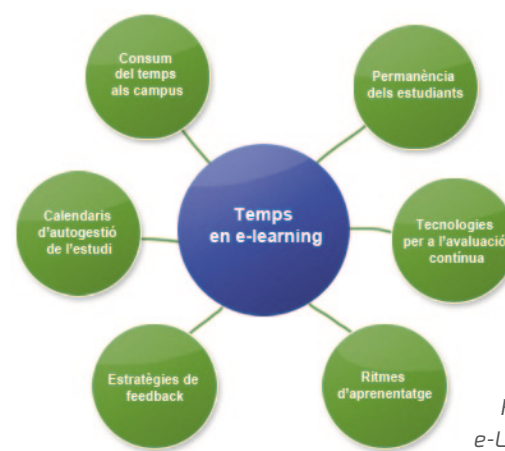 Consum
del temps
als campus
Permanència
dels estudiants
Temps
en e-learning
Calendaris
d'autogestió
de l'estudi
Tecnologies
per a l'avaluació
contínua
Estratègies de
feedback
Ritmes
d'aprenentatge